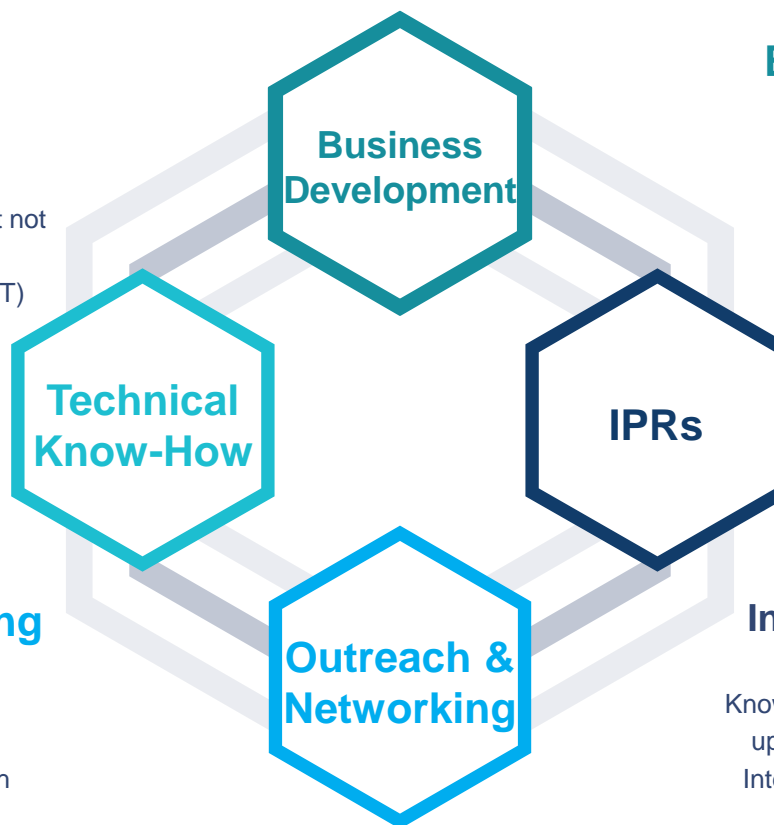 Business
Development
not
T)
Technical
Know-How
IPRs
ng
Outreach &
Networking
In
Know
up
Inte
n